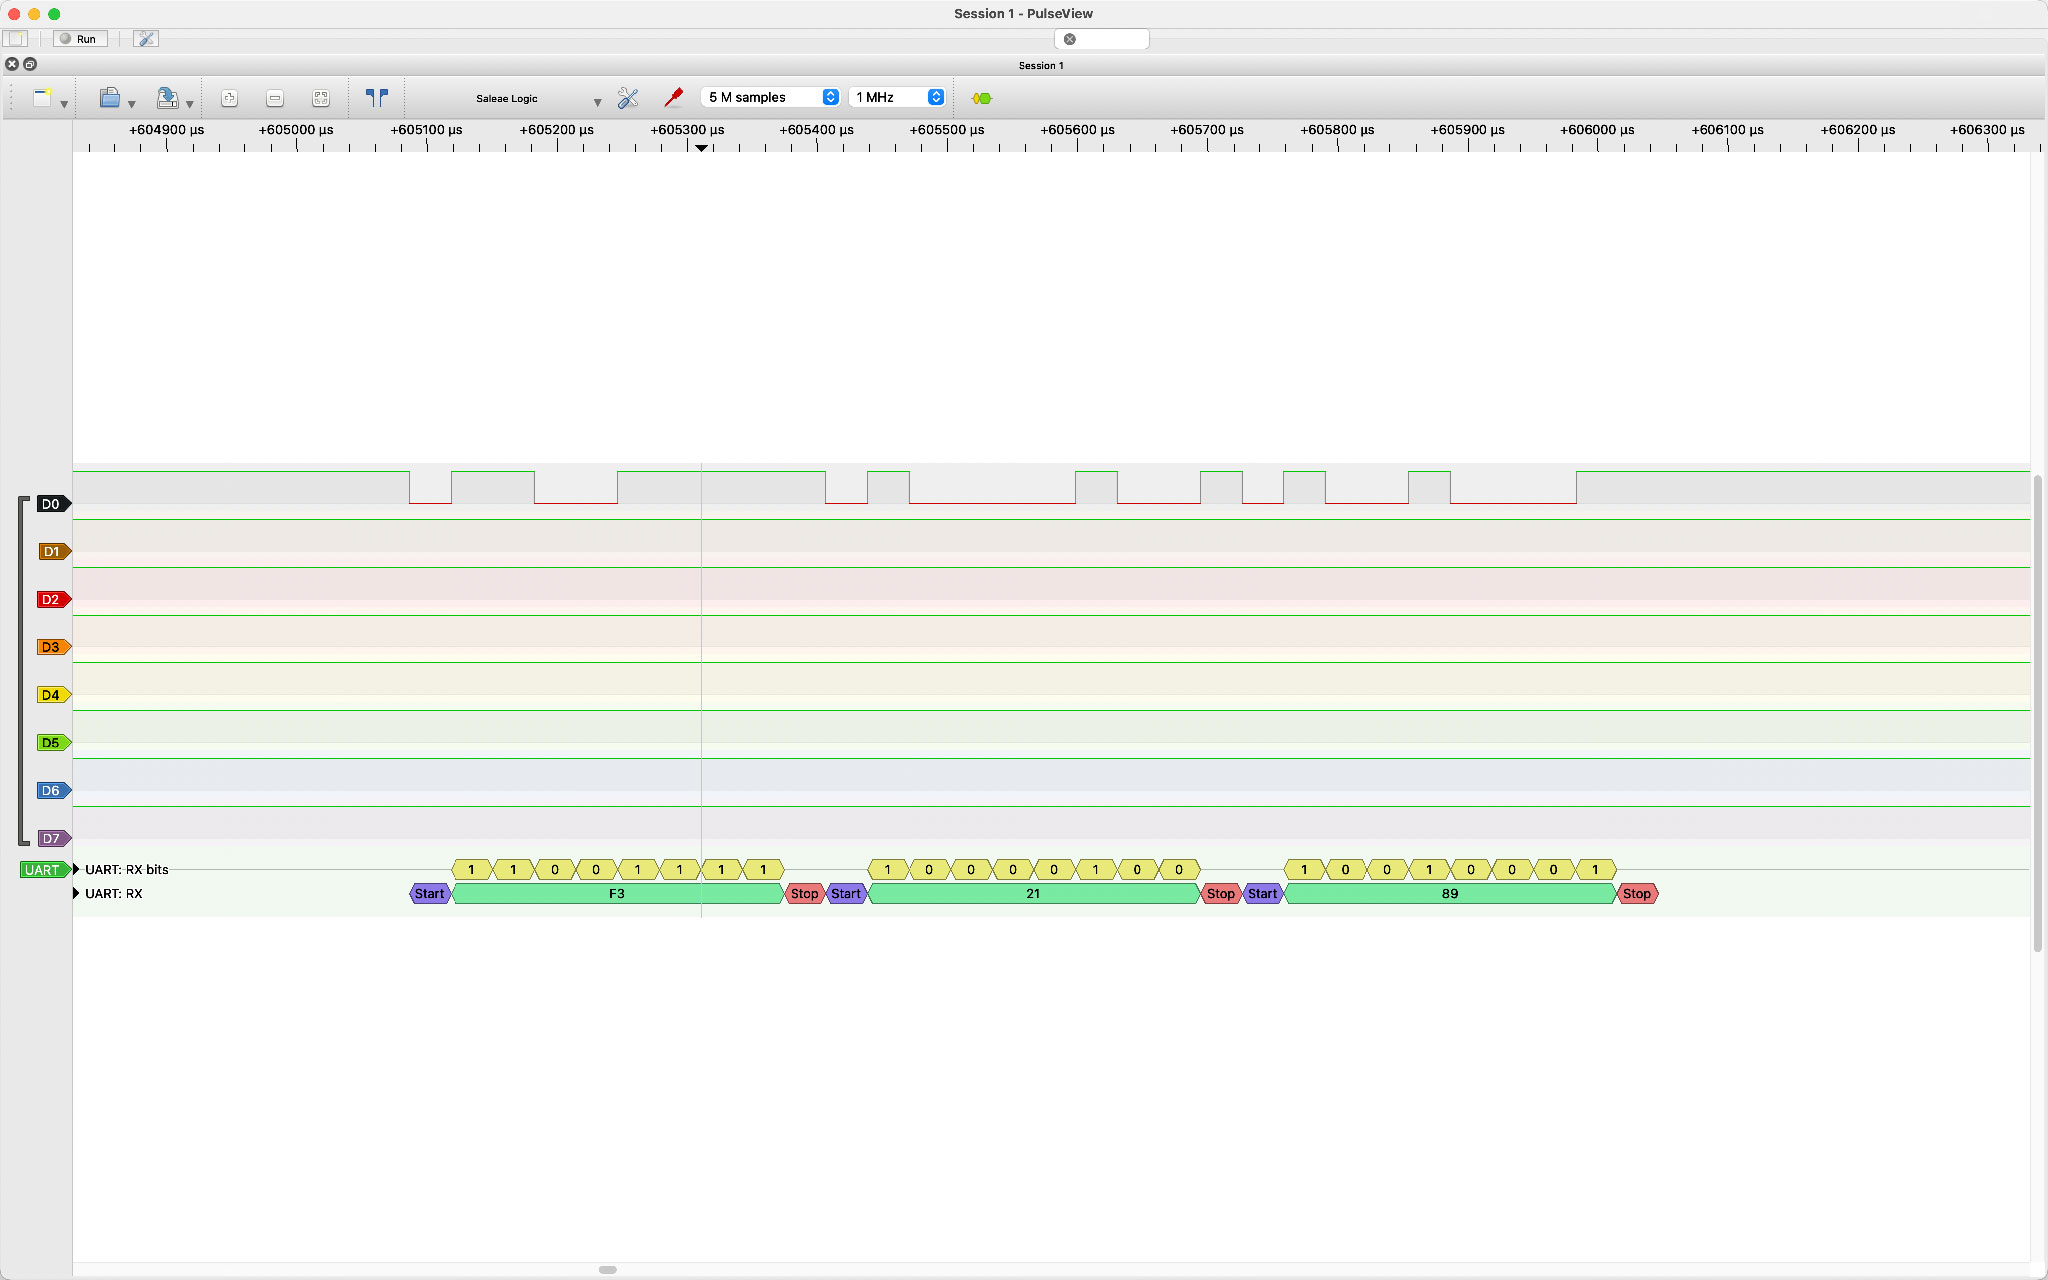 Session 1 - PulseView
Run
Session 1
Saleae Logic
5 M samples
1 MHz
+604900 µs +605000 µs +605100 µs +605200 µs +605300 µs +605400 µs +605500 µs +605600 µs +605700 µs +605800 µs +605900 µs +606000 µs +606100 µs +606200 µs +606300 µs
D0
D1
D2
D3
D4
D5
D6
D7
UART UART: RX bits 1 1 0 0 1 1 1 1 1 0 0 0 0 1 0 0 1 0 0 1 0 0 0 1
UART: RX Start F3 Stop Start 21 Stop Start 89 Stop